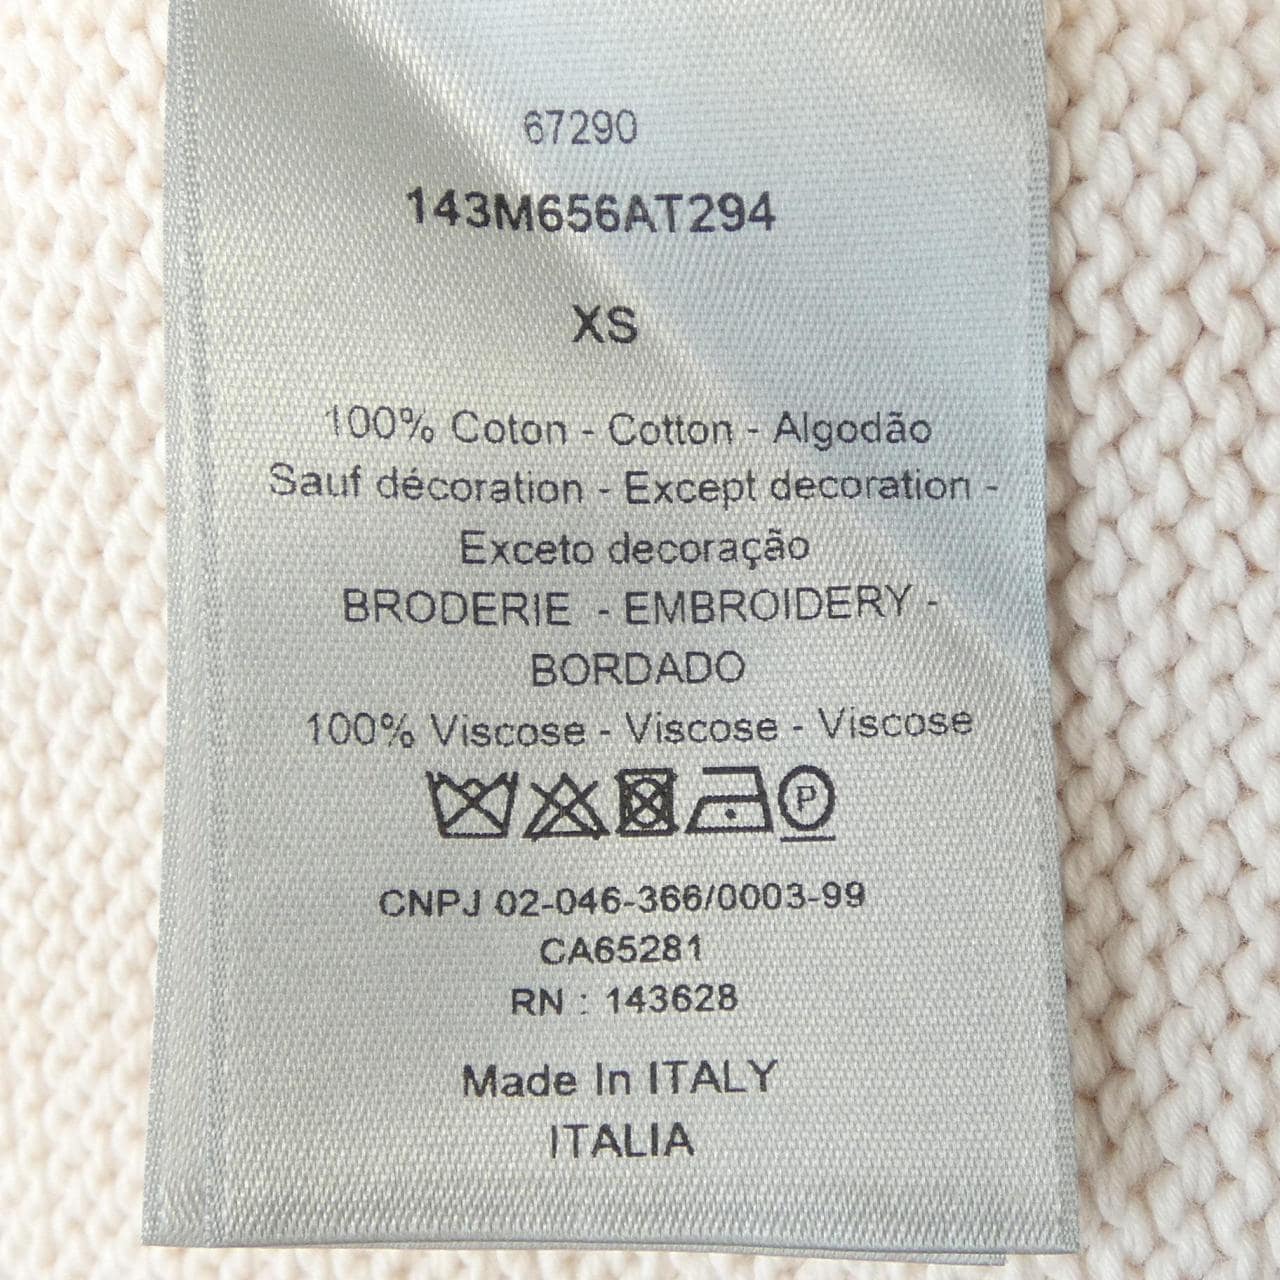 67290
143M656AT294
XS
100% Coton - Cotton - Algodão
Sauf décoration - Except decoration -
Exceto decoração
BRODERIE - EMBROIDERY -
BORDADO
100% Viscose - Viscose - Viscose
P
CNPJ 02-046-366/0003-99
CA65281
RN : 143628
Made In ITALY
ITALIA